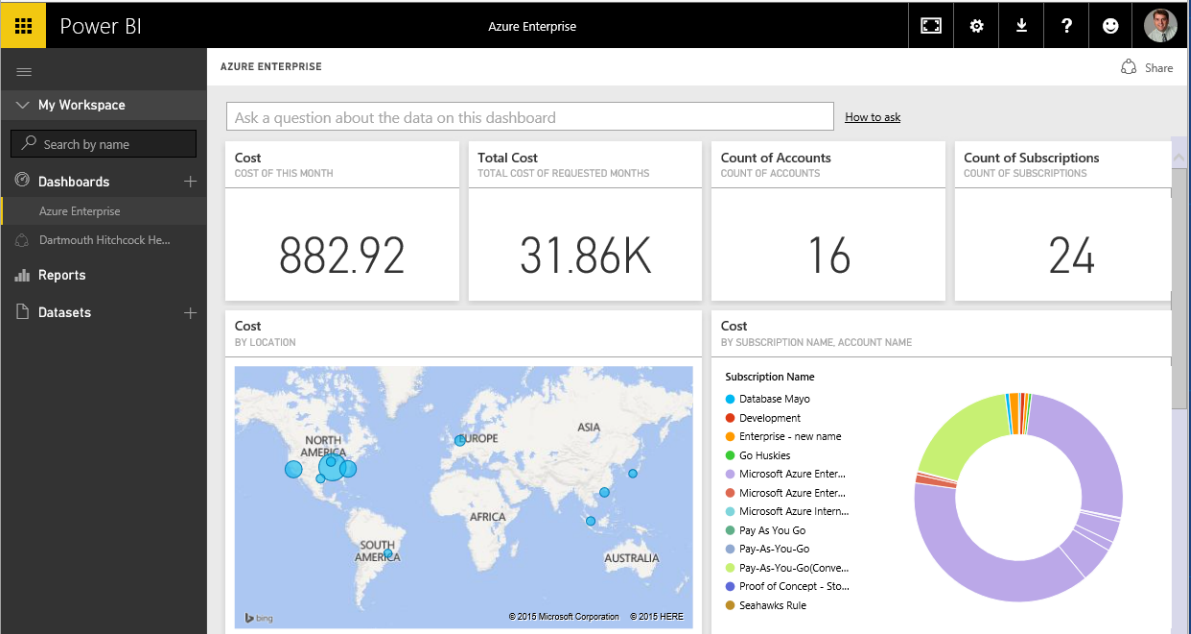 Power BI
Azure Enterprise
?
AZURE ENTERPRISE
Share
My Workspace
Search by name
Dashboards
Azure Enterprise
Dartmouth Hitchcock He...
Reports
Datasets
Ask a question about the data on this dashboard
How to ask
Cost
COST OF THIS MONTH
882.92
Total Cost
TOTAL COST OF REQUESTED MONTHS
31.86K
Count of Accounts
COUNT OF ACCOUNTS
16
Count of Subscriptions
COUNT OF SUBSCRIPTIONS
24
Cost
BY LOCATION
NORTH
AMERICA
EUROPE
ASIA
AFRICA
SOUTH
AMERICA
AUSTRALIA
bing
© 2015 Microsoft Corporation © 2015 HERE
Cost
BY SUBSCRIPTION NAME, ACCOUNT NAME
Subscription Name
Database Mayo
Development
Enterprise - new name
Go Huskies
Microsoft Azure Enter...
Microsoft Azure Enter...
Microsoft Azure Intern...
Pay As You Go
Pay-As-You-Go
Pay-As-You-Go(Conve...
Proof of Concept - Sto...
Seahawks Rule